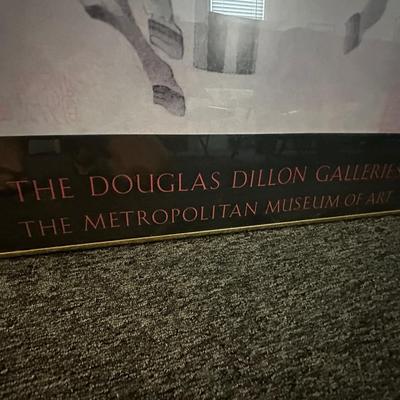 THE DOUGLAS DILLON GALLERIES
THE METROPOLITAN MUSEUM OF ART